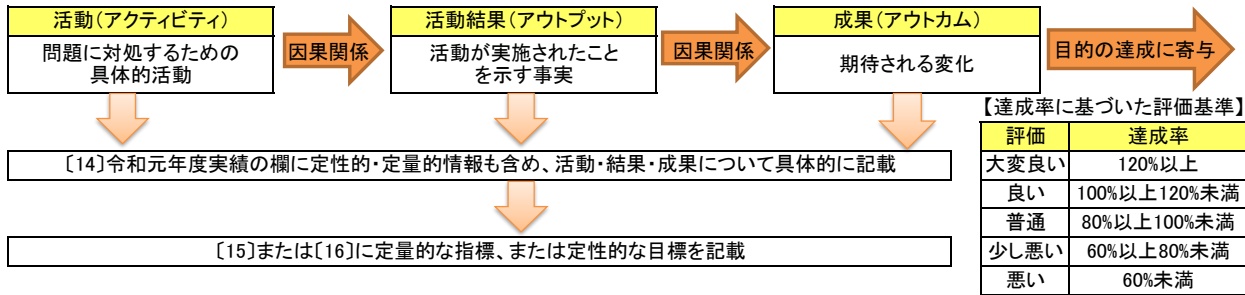 活動(アクティビティ)
問題に対処するための
具体的活動
因果関係
活動結果(アウトプット)
活動が実施されたこと
を示す事実
因果関係
成果(アウトカム)
期待される変化
目的の達成に寄与
〔14〕令和元年度実績の欄に定性的・定量的情報も含め、活動・結果・成果について具体的に記載
〔15〕または〔16〕に定量的な指標、または定性的な目標を記載
【達成率に基づいた評価基準】
評価 達成率
大変良い 120%以上
良い 100%以上120%未満
普通 80%以上100%未満
少し悪い 60%以上80%未満
悪い 60%未満